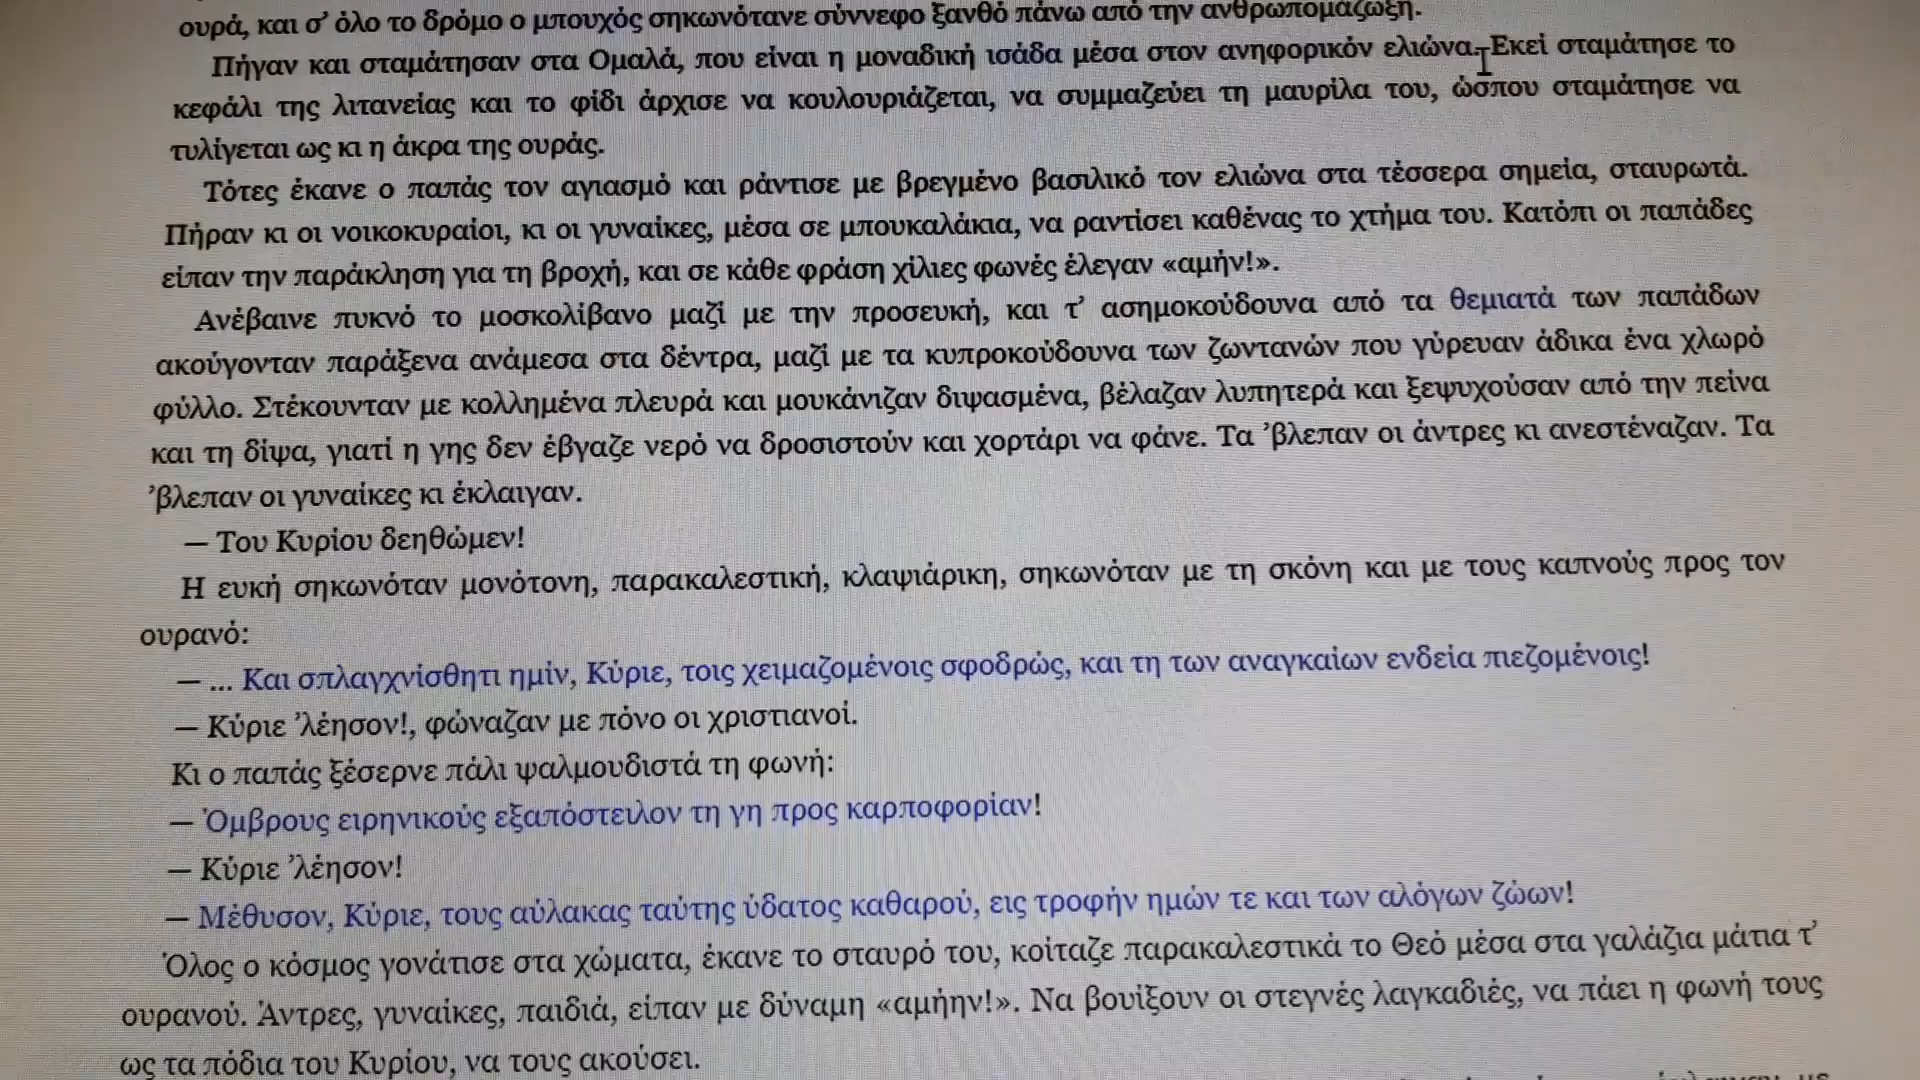 ουρά, και σ’ όλο το δρόμο ο μπουχός σηκωνότανε σύννεφο ξανθό πάνω από την ανθρωπομάζωξη.
Πήγαν και σταμάτησαν στα Ομαλά, που είναι η μοναδική ισάδα μέσα στον ανηφορικόν ελιώνα. Εκεί σταμάτησε το
κεφάλι της λιτανείας και το φίδι άρχισε να κουλουριάζεται, να συμμαζεύει τη μαυρίλα του, ώσπου σταμάτησε να
τυλίγεται ως κι η άκρα της ουράς.
Τότες έκανε ο παπάς τον αγιασμό και ράντισε με βρεγμένο βασιλικό τον ελιώνα στα τέσσερα σημεία, σταυρωτά.
Πήραν κι οι νοικοκυραίοι, κι οι γυναίκες, μέσα σε μπουκαλάκια, να ραντίσει καθένας το χτήμα του. Κατόπι οι παπάδες
είπαν την παράκληση για τη βροχή, και σε κάθε φράση χίλιες φωνές έλεγαν «αμήν!».
Ανέβαινε πυκνό το μοσκολίβανο μαζί με την προσευκή, και τ’ ασημοκούδουνα από τα θεμιατά των παπάδων
ακούγονταν παράξενα ανάμεσα στα δέντρα, μαζί με τα κυπροκούδουνα των ζωντανών που γύρευαν άδικα ένα χλωρό
φύλλο. Στέκουνταν με κολλημένα πλευρά και μουκάνιζαν διψασμένα, βέλαζαν λυπητερά και ξεψυχούσαν από την πείνα
και τη δίψα, γιατί η γης δεν έβγαζε νερό να δροσιστούν και χορτάρι να φάνε. Τα ’βλεπαν οι άντρες κι ανεστέναζαν. Τα
’βλεπαν οι γυναίκες κι έκλαιγαν.
— Του Κυρίου δεηθώμεν!
Η ευκή σηκωνόταν μονότονη, παρακαλεστική, κλαψιάρικη, σηκωνόταν με τη σκόνη και με τους καπνούς προς τον
ουρανό:
— ... Και σπλαγχνίσθητι ημίν, Κύριε, τοις χειμαζομένοις σφοδρώς, και τη των αναγκαίων ενδεία πιεζομένοις!
— Κύριε ’λέησον!, φώναζαν με πόνο οι χριστιανοί.
Κι ο παπάς ξέσερνε πάλι ψαλμουδιστά τη φωνή:
— Όμβρους ειρηνικούς εξαπόστειλον τη γη προς καρποφορίαν!
— Κύριε ’λέησον!
— Μέθυσον, Κύριε, τους αύλακας ταύτης ύδατος καθαρού, εις τροφήν ημών τε και των αλόγων ζώων!
Όλος ο κόσμος γονάτισε στα χώματα, έκανε το σταυρό του, κοίταζε παρακαλεστικά το Θεό μέσα στα γαλάζια μάτια τ’
ουρανού. Άντρες, γυναίκες, παιδιά, είπαν με δύναμη «αμήην!». Να βουίξουν οι στεγνές λαγκαδιές, να πάει η φωνή τους
ως τα πόδια του Κυρίου, να τους ακούσει.